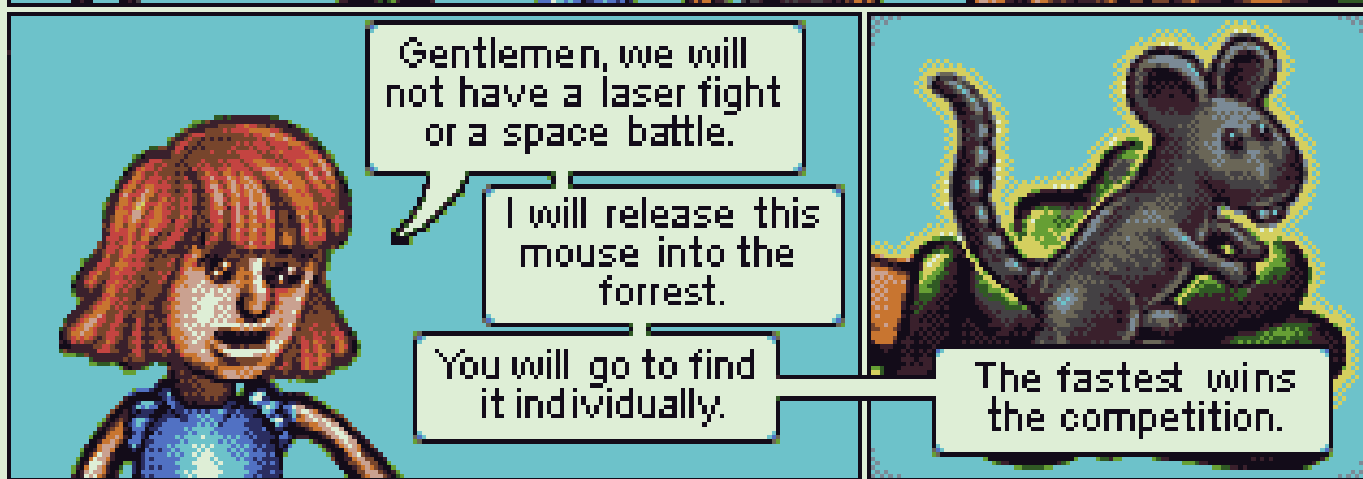 Gentlemen, we will
not have a laser fight
or a space battle.
I will release this
mouse into the
forrest.
You will go to find
it individually.
The fastest wins
the competition.